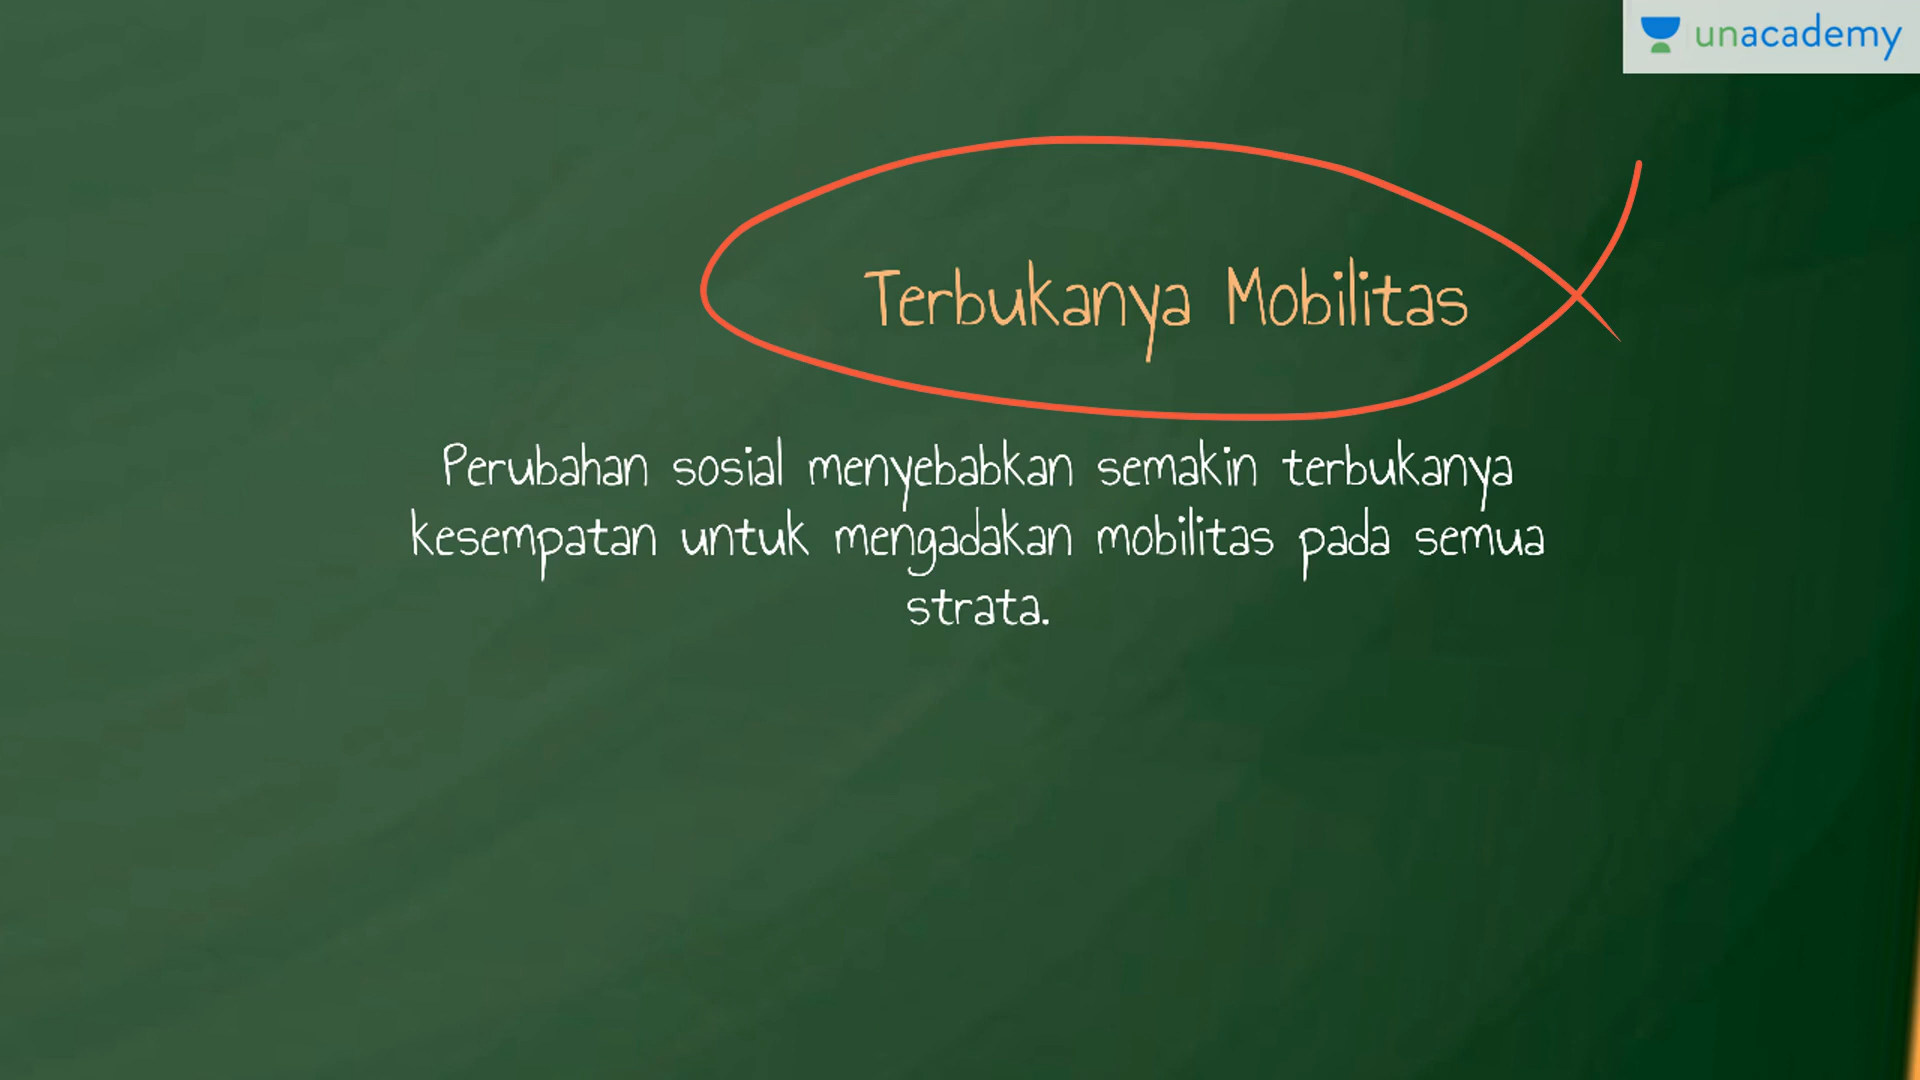 unacademy
Terbukanya Mobilitas
Perubahan sosial menyebabkan semakin terbukanya
kesempatan untuk mengadakan mobilitas pada semua
strata.